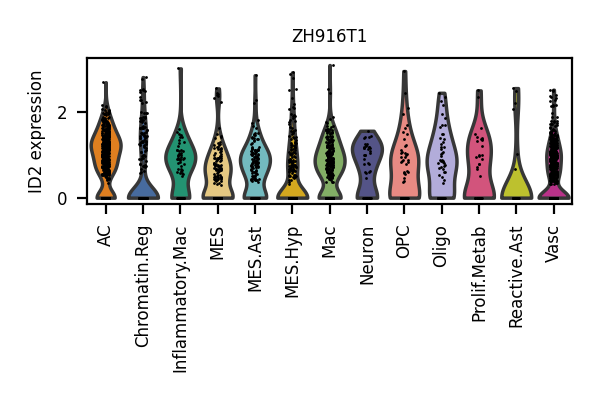 ZH916T1
ID2 expression
2
0
AC
Chromatin.Reg
Inflammatory.Mac
MES
MES.Ast
MES.Hyp
Mac
Neuron
OPC
Oligo
Prolif.Metab
Reactive.Ast
Vasc